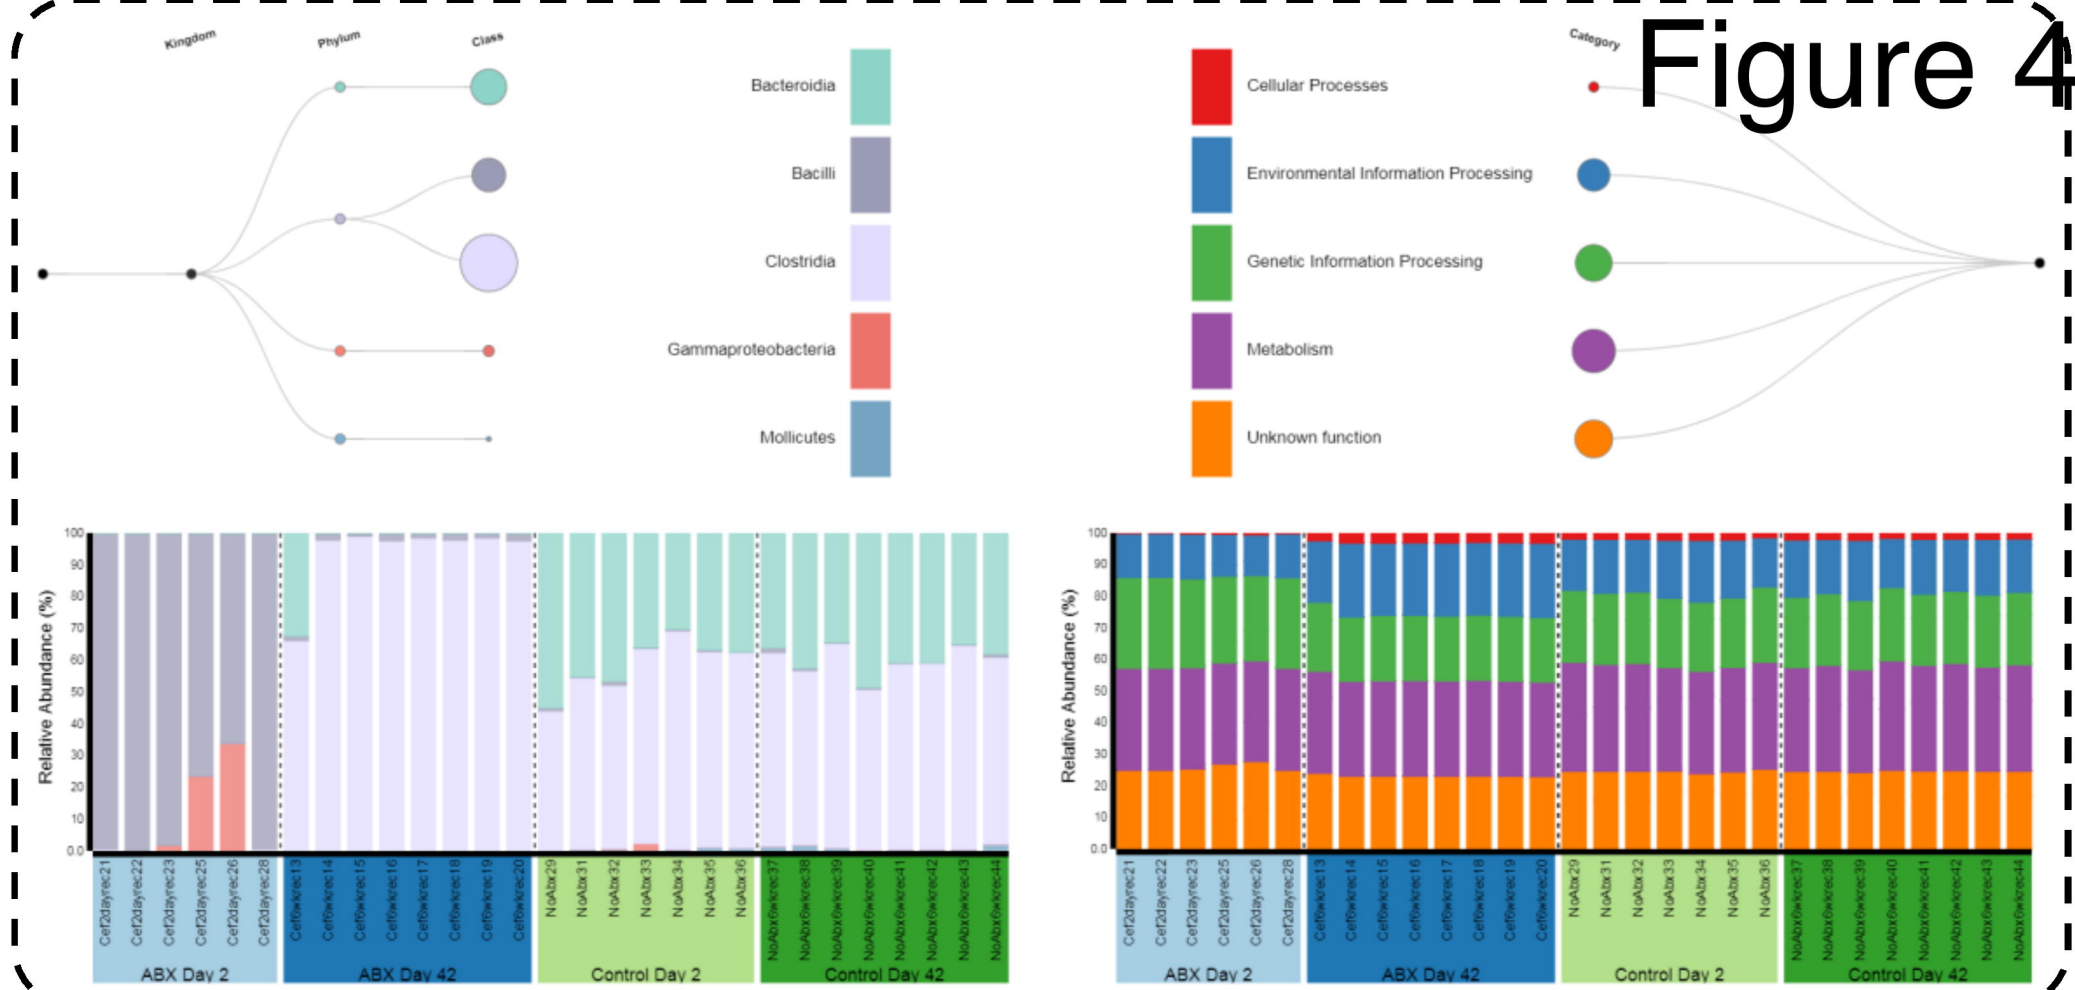 Figure 4
Kingdom
Phylum
Class
Bacteroidia
Bacilli
Clostridia
Gammaproteobacteria
Mollicutes
Category
Cellular Processes
Environmental Information Processing
Genetic Information Processing
Metabolism
Unknown function
Relative Abundance (%)
100
90
80
70
60
50
40
30
20
10
0.0
Cef2dayrec21
Cef2dayrec22
Cef2dayrec23
Cef2dayrec25
Cef2dayrec26
Cef2dayrec28
Cef6wkrec13
Cef6wkrec14
Cef6wkrec15
Cef6wkrec16
Cef6wkrec17
Cef6wkrec18
Cef6wkrec19
Cef6wkrec20
NoAbx29
NoAbx31
NoAbx32
NoAbx33
NoAbx34
NoAbx35
NoAbx36
NoAbx6wkrec37
NoAbx6wkrec38
NoAbx6wkrec39
NoAbx6wkrec40
NoAbx6wkrec41
NoAbx6wkrec42
NoAbx6wkrec43
NoAbx6wkrec44
ABX Day 2
ABX Day 42
Control Day 2
Control Day 42
Relative Abundance (%)
100
90
80
70
60
50
40
30
20
10
0.0
Cef2dayrec21
Cef2dayrec22
Cef2dayrec23
Cef2dayrec25
Cef2dayrec26
Cef2dayrec28
Cef6wkrec13
Cef6wkrec14
Cef6wkrec15
Cef6wkrec16
Cef6wkrec17
Cef6wkrec18
Cef6wkrec19
Cef6wkrec20
NoAbx29
NoAbx31
NoAbx32
NoAbx33
NoAbx34
NoAbx35
NoAbx36
NoAbx6wkrec37
NoAbx6wkrec38
NoAbx6wkrec39
NoAbx6wkrec40
NoAbx6wkrec41
NoAbx6wkrec42
NoAbx6wkrec43
NoAbx6wkrec44
ABX Day 2
ABX Day 42
Control Day 2
Control Day 42